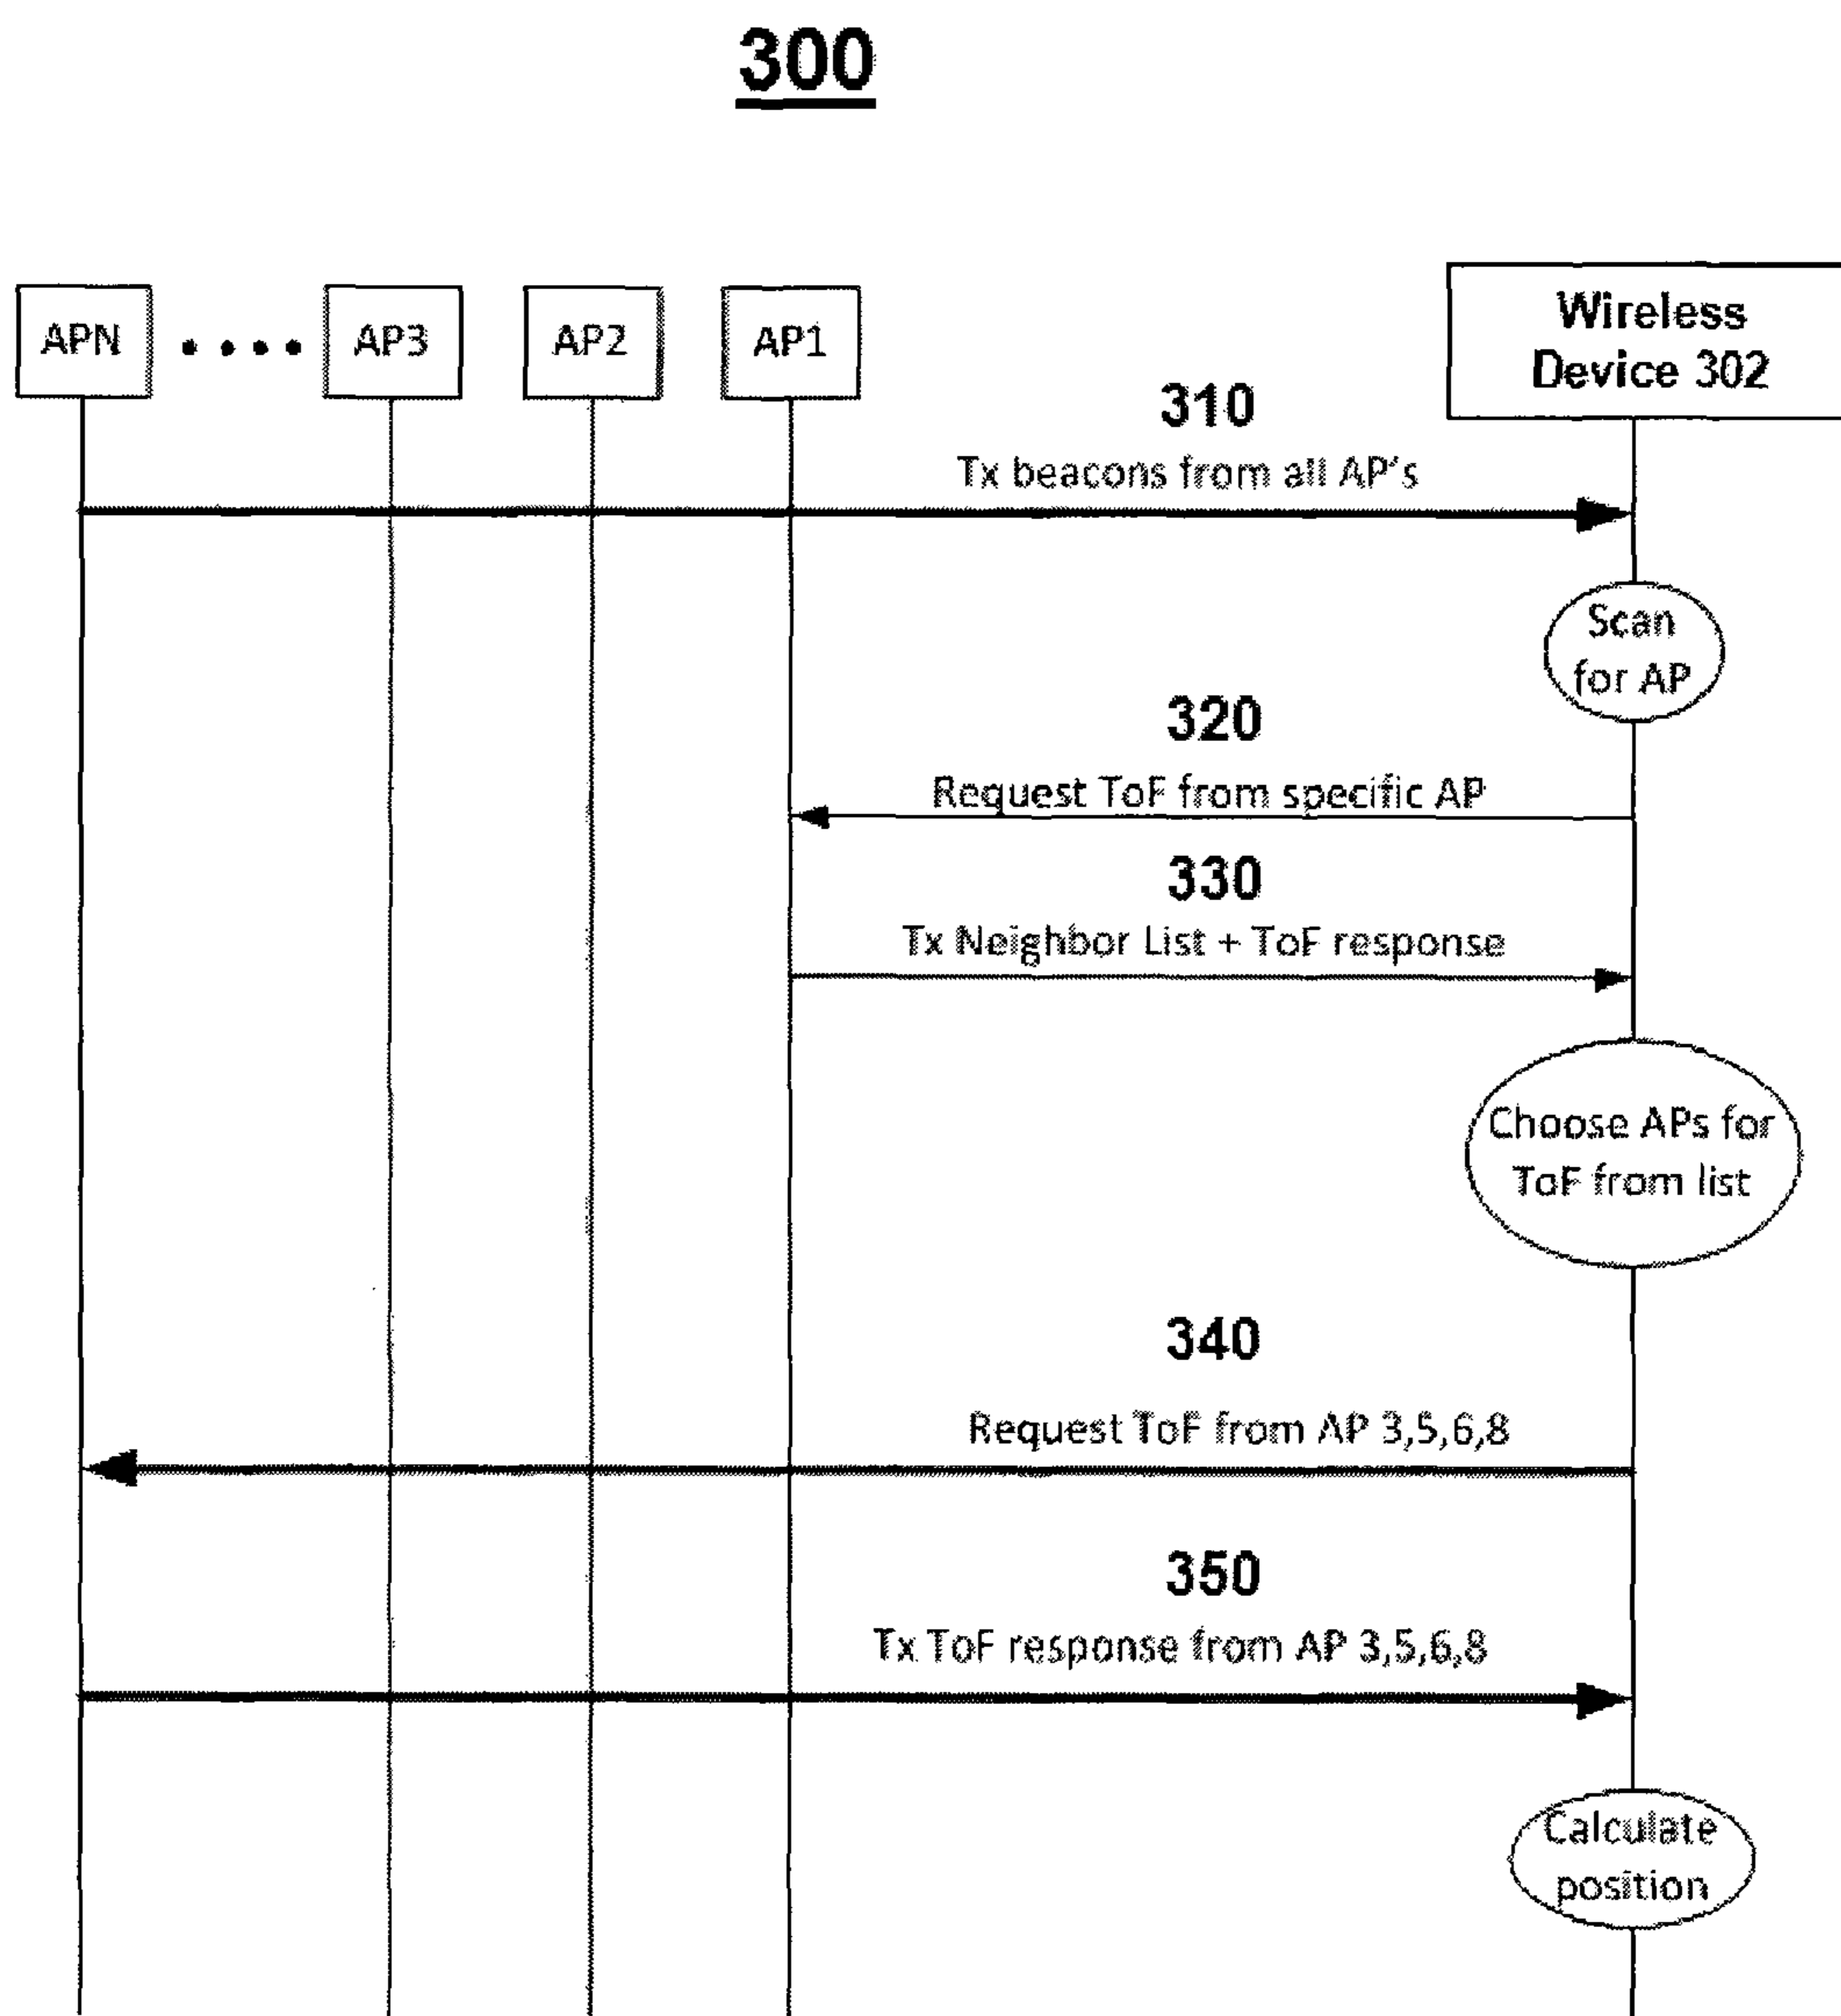 300
APN
AP3
AP2
AP1
Wireless
Device 302
310
Tx beacons from all AP's
Scan
for AP
320
Request ToF from specific AP
330
Tx Neighbor List + ToF response
Choose APs for
ToF from list
340
Request ToF from AP 3,5,6,8
350
Tx ToF response from AP 3,5,6,8
Calculate
position